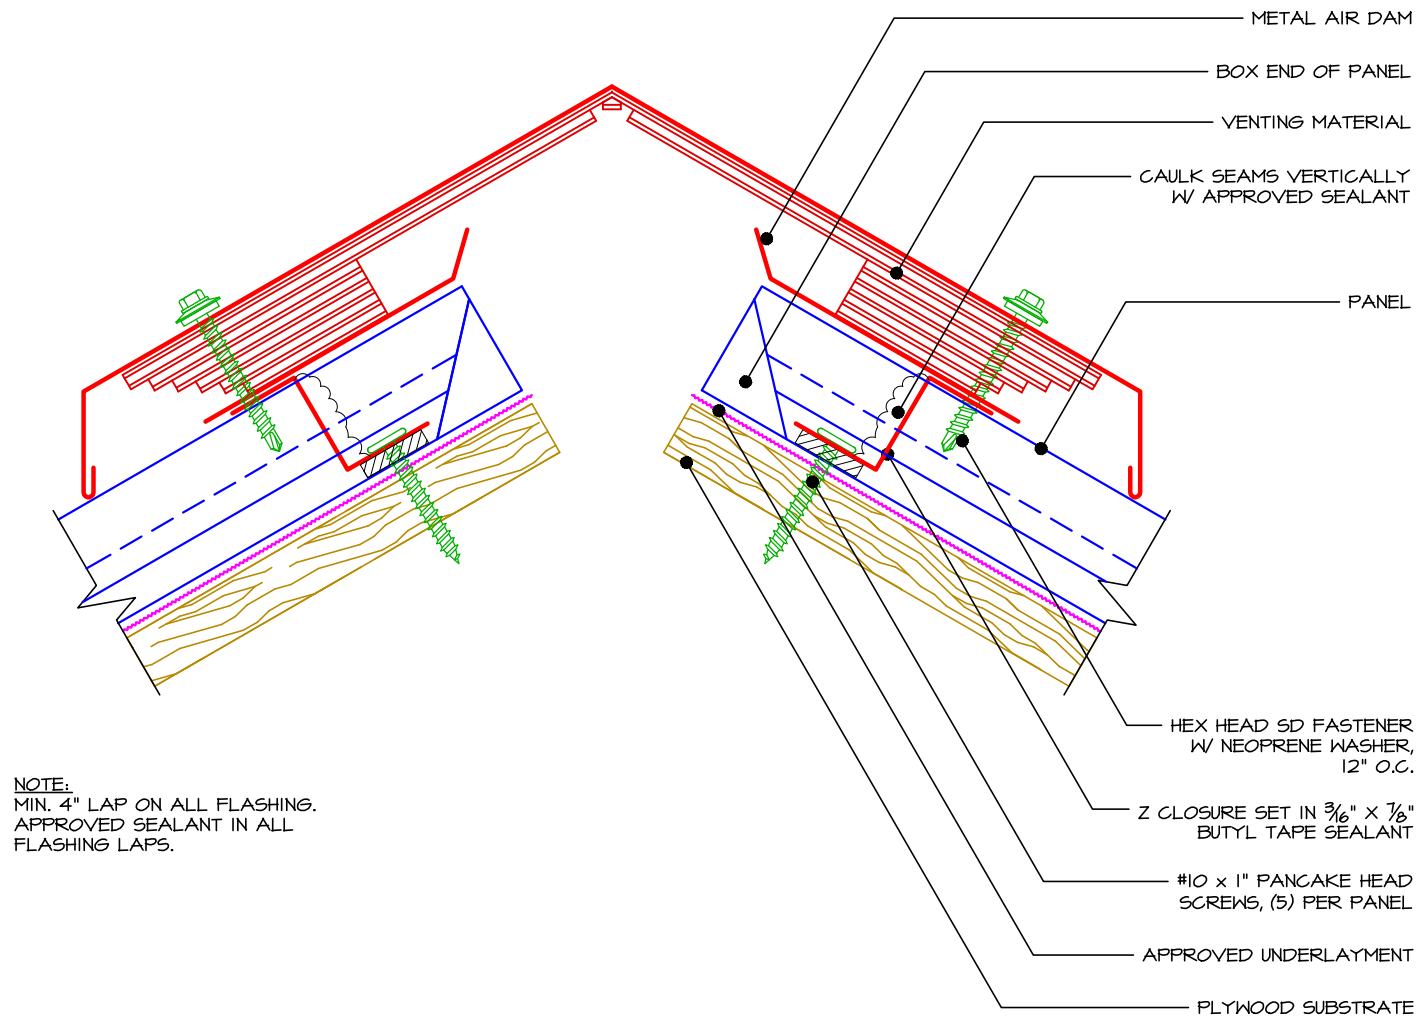 METAL AIR DAM
BOX END OF PANEL
VENTING MATERIAL
CAULK SEAMS VERTICALLY
W/ APPROVED SEALANT
PANEL
HEX HEAD SD FASTENER
W/ NEOPRENE WASHER,
12" O.C.
NOTE:
MIN. 4" LAP ON ALL FLASHING.
APPROVED SEALANT IN ALL
FLASHING LAPS.
Z CLOSURE SET IN 3/16" X 7/8"
BUTYL TAPE SEALANT
#10 x 1" PANCAKE HEAD
SCREWS, (5) PER PANEL
APPROVED UNDERLAYMENT
PLYWOOD SUBSTRATE